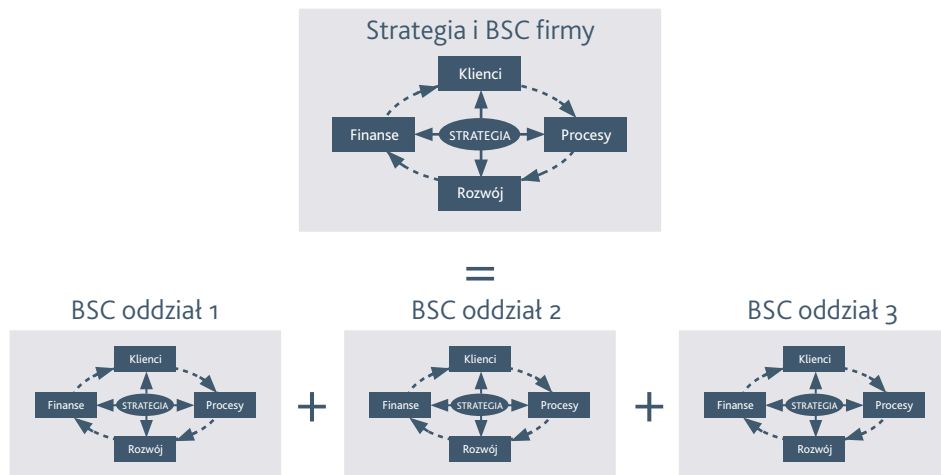 Strategia i BSC firmy
Klienci
Finanse
STRATEGIA
Procesy
Rozwój
=
BSC oddział 1
BSC oddział 2
BSC oddział 3
Klienci
Finanse
STRATEGIA
Procesy
Rozwój
+
Klienci
Finanse
STRATEGIA
Procesy
Rozwój
+
Klienci
Finanse
STRATEGIA
Procesy
Rozwój